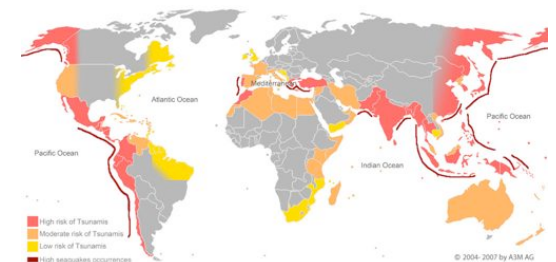 Mediterranean
Atlantic Ocean
Pacific Ocean
Pacific Ocean
Indian Ocean
High risk of Tsunamis
Moderate risk of Tsunamis
Low risk of Tsunamis
High seaquakes occurrences
© 2004- 2007 by A3M AG